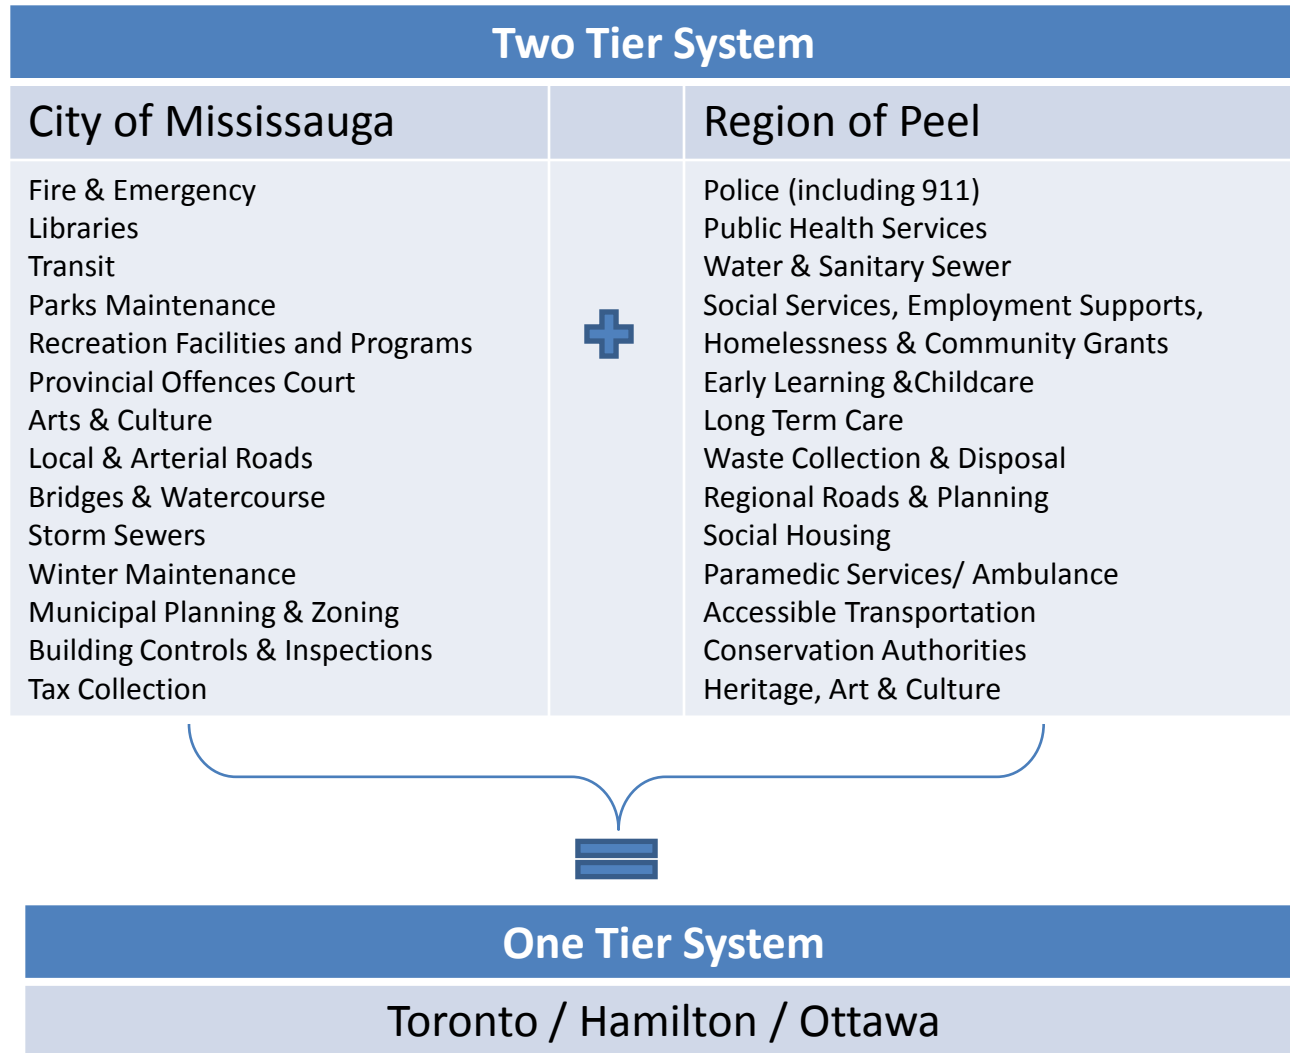 Two Tier System
City of Mississauga
Region of Peel
Fire & Emergency
Libraries
Transit
Parks Maintenance
Recreation Facilities and Programs
Provincial Offences Court
Arts & Culture
Local & Arterial Roads
Bridges & Watercourse
Storm Sewers
Winter Maintenance
Municipal Planning & Zoning
Building Controls & Inspections
Tax Collection
Police (including 911)
Public Health Services
Water & Sanitary Sewer
Social Services, Employment Supports,
Homelessness & Community Grants
Early Learning &Childcare
Long Term Care
Waste Collection & Disposal
Regional Roads & Planning
Social Housing
Paramedic Services/ Ambulance
Accessible Transportation
Conservation Authorities
Heritage, Art & Culture
One Tier System
Toronto / Hamilton / Ottawa